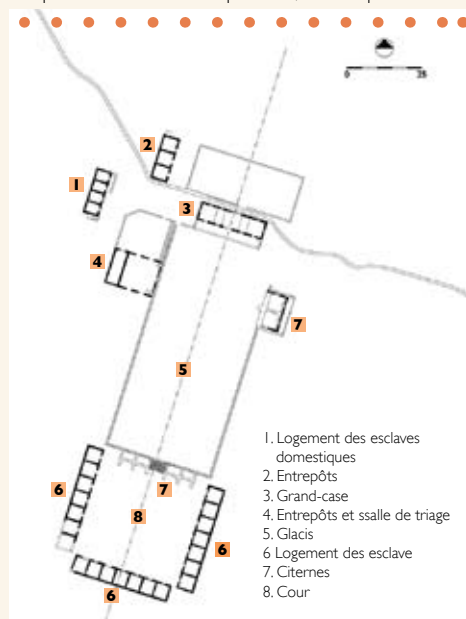 0 25
2
1
3
4
7
5
6
7
8
6
6
1. Logement des esclaves
domestiques
2. Entrepôts
3. Grand-case
4. Entrepôts et ssalle de triage
5. Glacis
6 Logement des esclave
7. Citernes
8. Cour